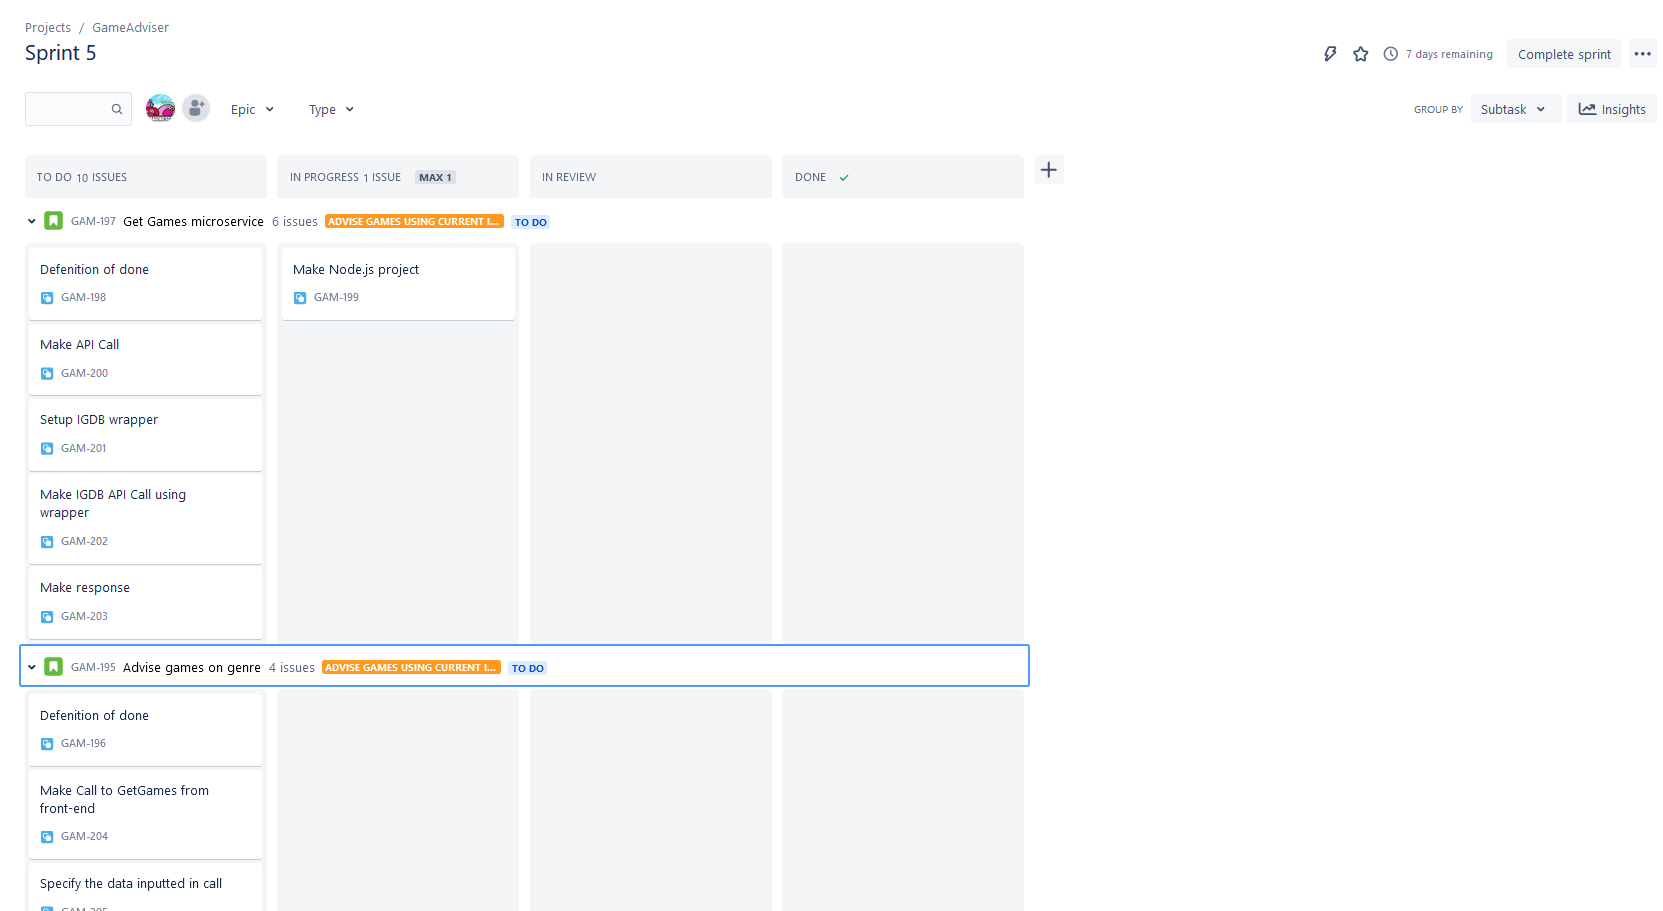 Projects / GameAdviser
Sprint 5
7 days remaining
Complete sprint
Epic
Type
GROUP BY
Subtask
Insights
TO DO 10 ISSUES
IN PROGRESS 1 ISSUE MAX 1
IN REVIEW
DONE
GAM-197 Get Games microservice 6 issues ADVISE GAMES USING CURRENT I... TO DO
Defenition of done
GAM-198
Make Node.js project
GAM-199
Make API Call
GAM-200
Setup IGDB wrapper
GAM-201
Make IGDB API Call using
wrapper
GAM-202
Make response
GAM-203
GAM-195 Advise games on genre 4 issues ADVISE GAMES USING CURRENT I... TO DO
Defenition of done
GAM-196
Make Call to GetGames from
front-end
GAM-204
Specify the data inputted in call